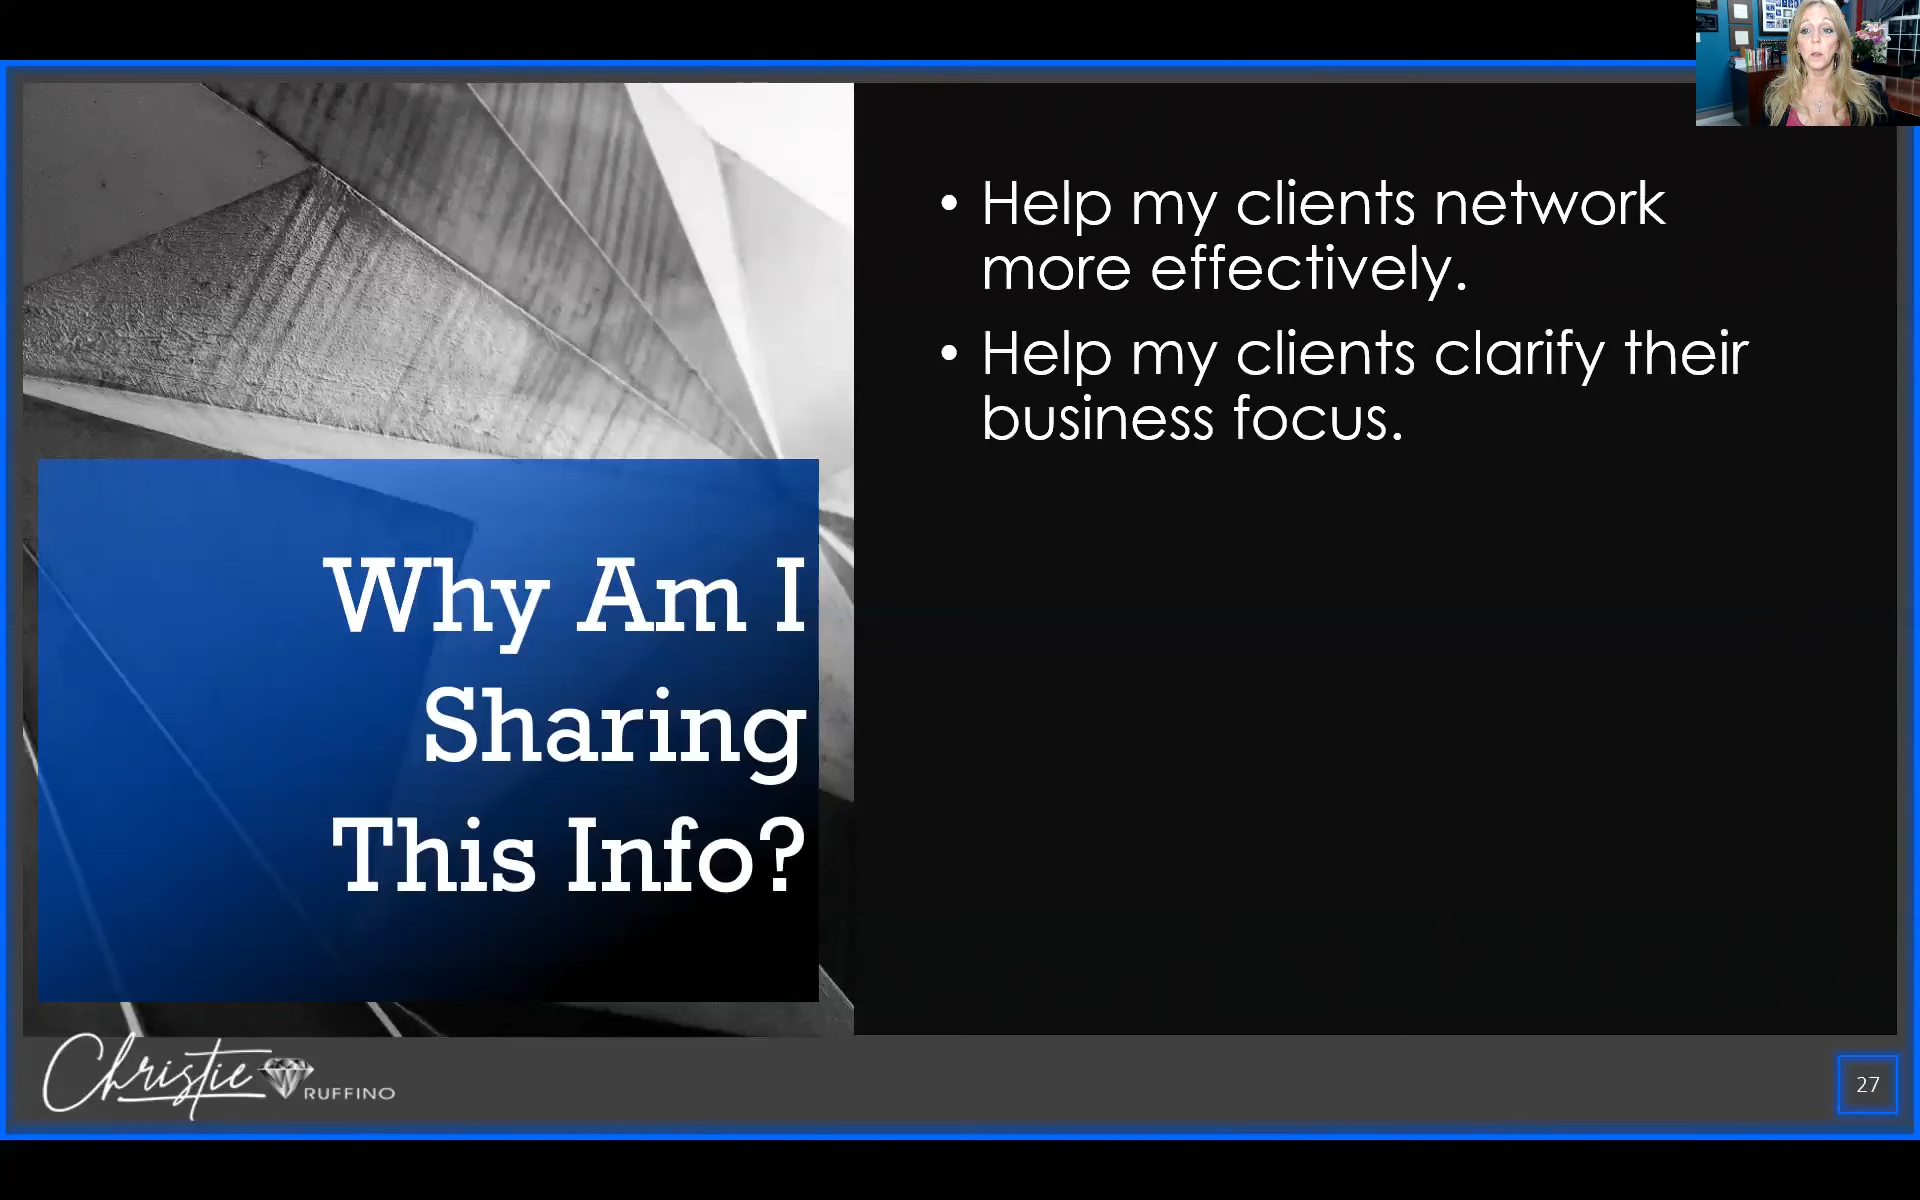 • Help my clients network
more effectively.
• Help my clients clarify their
business focus.
Why Am I
Sharing
This Info?
Christie RUFFINO
27